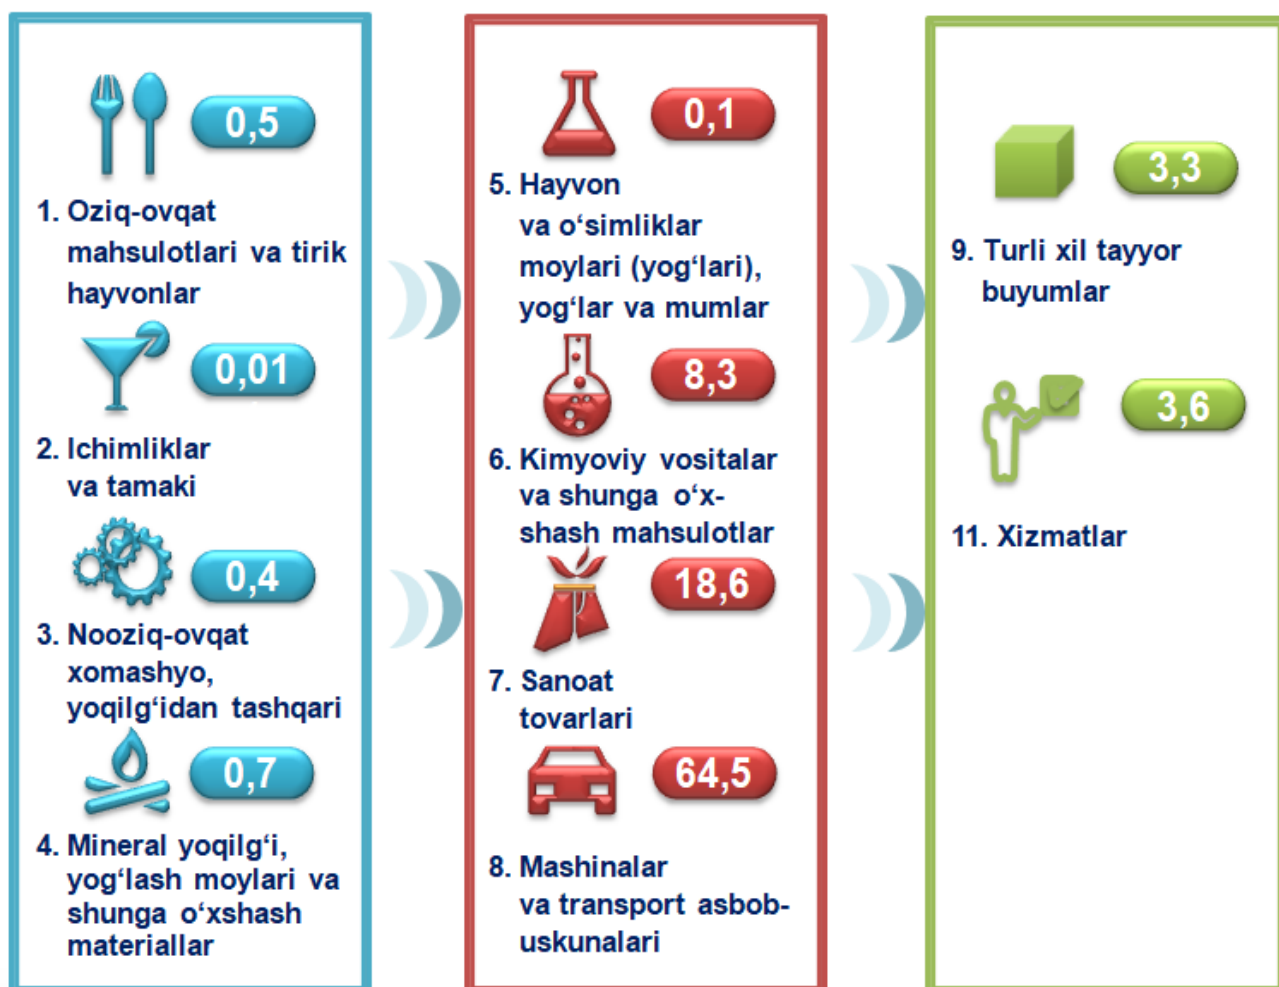 0,5
1. Oziq-ovqat
mahsulotlari va tirik
hayvonlar
0,01
2. Ichimliklar
va tamaki
0,4
3. Nooziq-ovqat
xomashyo,
yoqilg‘idan tashqari
0,7
4. Mineral yoqilg‘i,
yog‘lash moylari va
shunga o‘xshash
materiallar
0,1
5. Hayvon
va o‘simliklar
moylari (yog‘lari),
yog‘lar va mumlar
8,3
6. Kimyoviy vositalar
va shunga o‘x-
shash mahsulotlar
18,6
7. Sanoat
tovarlari
64,5
8. Mashinalar
va transport asbob-
uskunalari
3,3
9. Turli xil tayyor
buyumlar
3,6
11. Xizmatlar